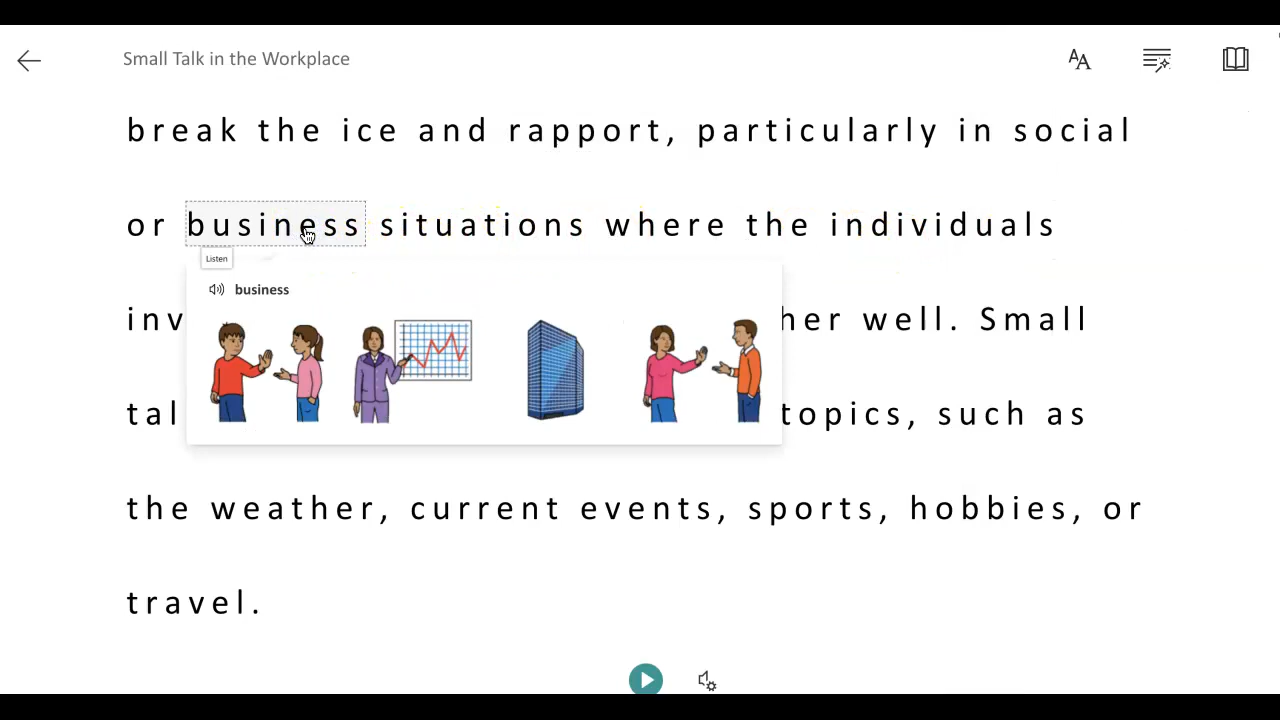 Small Talk in the Workplace
AA
break the ice and rapport, particularly in social
or business situations where the individuals
Listen
business
inv her well. Small
tal topics, such as
the weather, current events, sports, hobbies, or
travel.